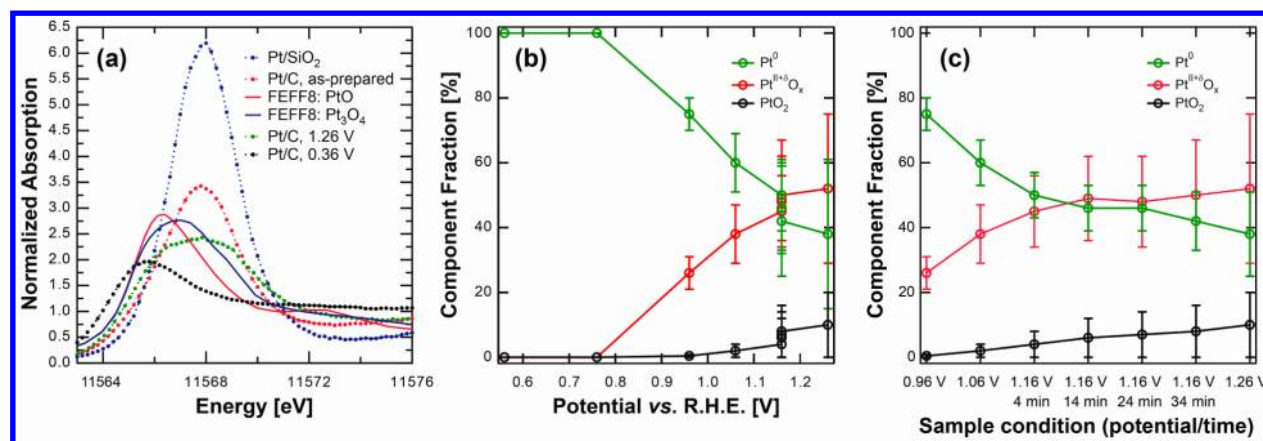 (a)
Pt/SiO₂
Pt/C, as-prepared
FEFF8: PtO
FEFF8: Pt₃O₄
Pt/C, 1.26 V
Pt/C, 0.36 V
Normalized Absorption
6.5
6.0
5.5
5.0
4.5
4.0
3.5
3.0
2.5
2.0
1.5
1.0
0.5
0.0
11564 11568 11572 11576
Energy [eV]
(b)
Pt⁰
Ptᴵᴵ⁺ᵟOₓ
PtO₂
Component Fraction [%]
100
80
60
40
20
0
0.6 0.7 0.8 0.9 1.0 1.1 1.2
Potential vs. R.H.E. [V]
(c)
Pt⁰
Ptᴵᴵ⁺ᵟOₓ
PtO₂
Component Fraction [%]
100
80
60
40
20
0
0.96 V 1.06 V 1.16 V 1.16 V 1.16 V 1.16 V 1.26 V
4 min 14 min 24 min 34 min
Sample condition (potential/time)